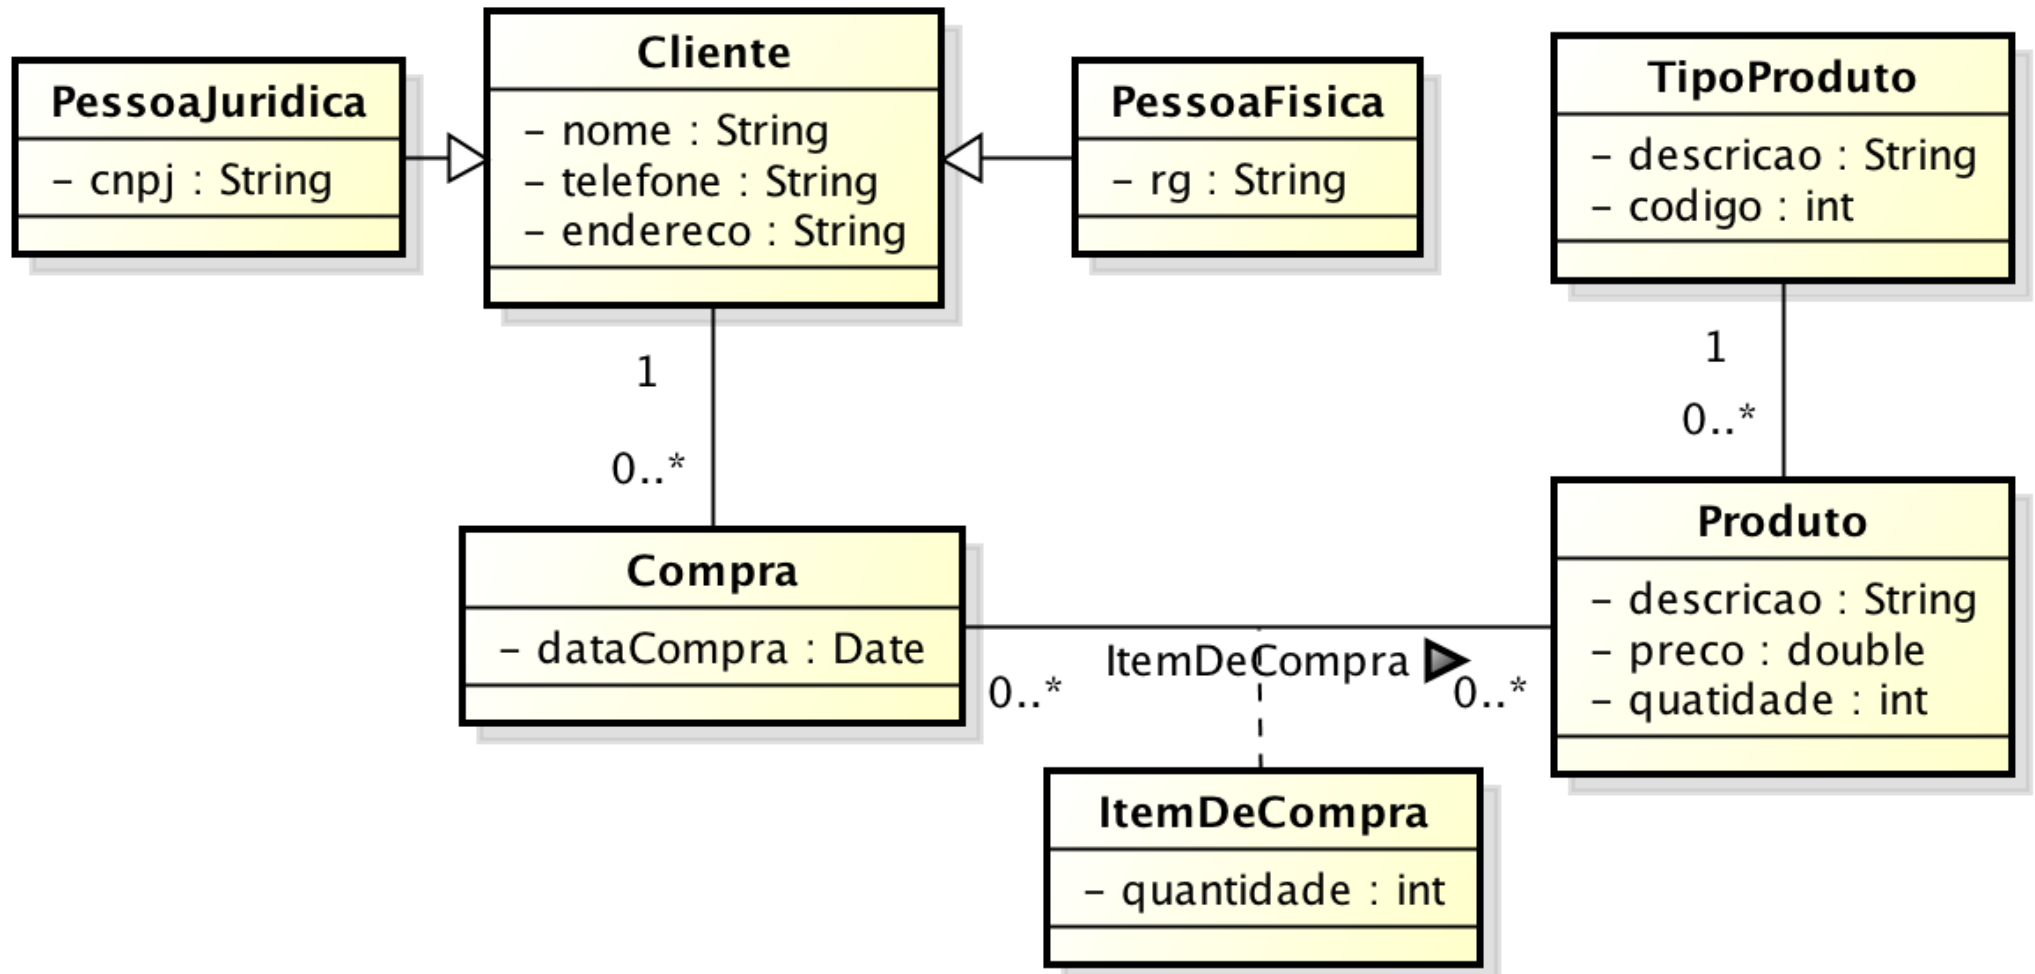 PessoaJuridica
– cnpj : String
Cliente
– nome : String
– telefone : String
– endereco : String
PessoaFisica
– rg : String
TipoProduto
– descricao : String
– codigo : int
1
0..*
1
0..*
Compra
– dataCompra : Date
0..*
ItemDeCompra
0..*
Produto
– descricao : String
– preco : double
– quatidade : int
ItemDeCompra
– quantidade : int